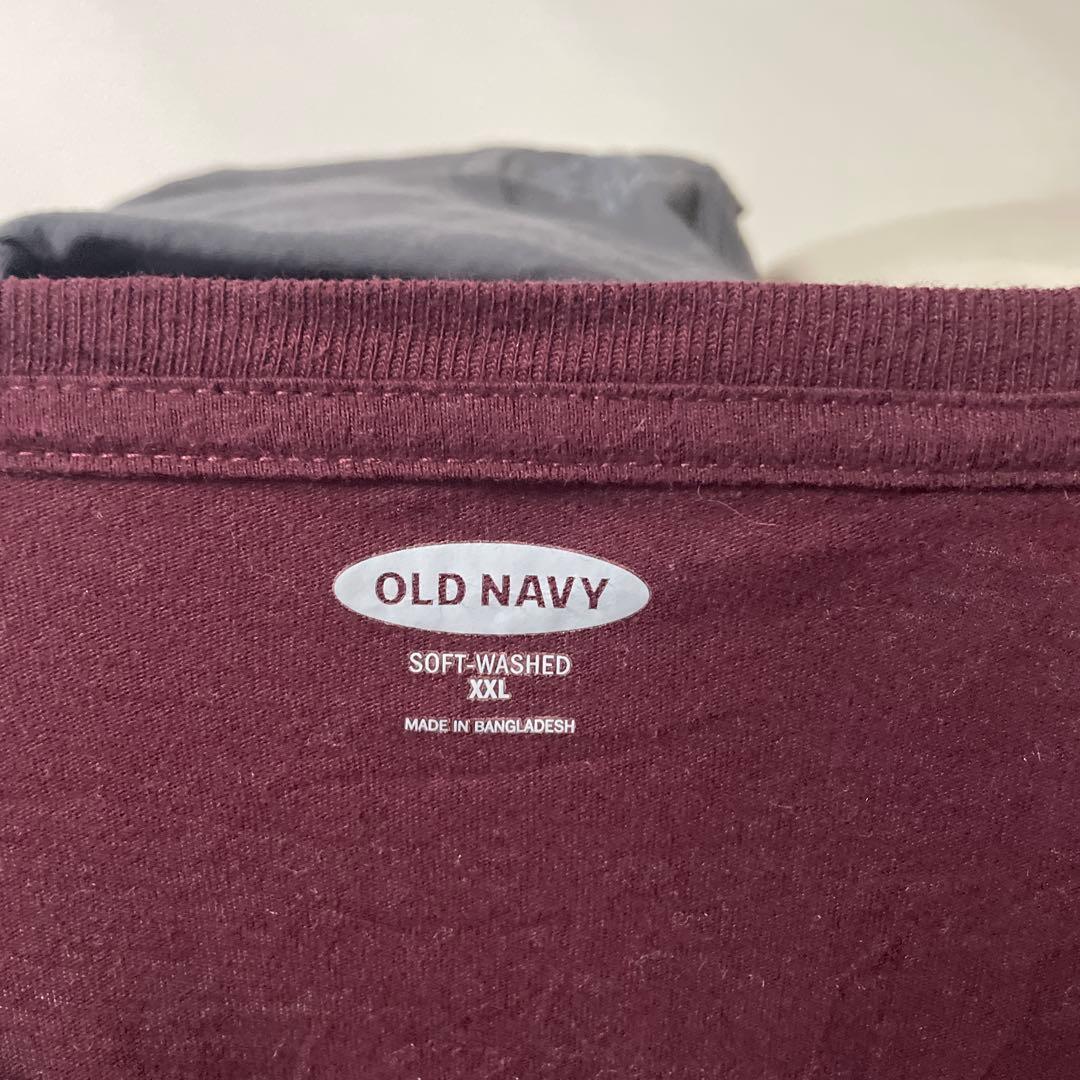 OLD NAVY
SOFT-WASHED
XXL
MADE IN BANGLADESH